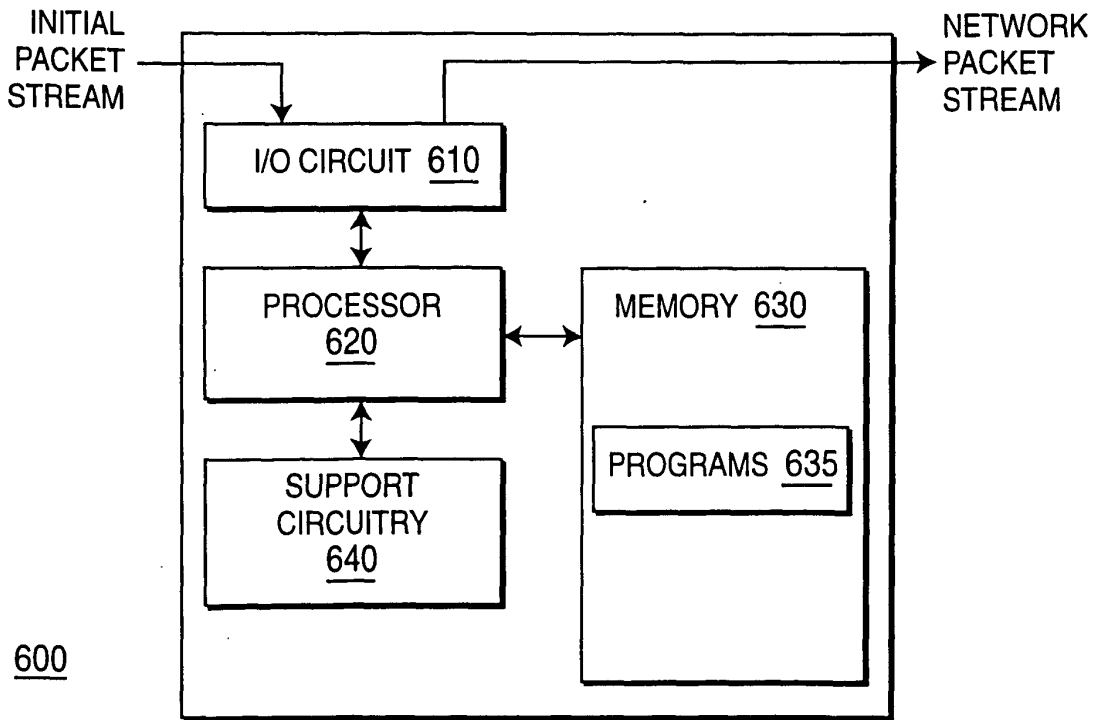 INITIAL
PACKET
STREAM
NETWORK
PACKET
STREAM
I/O CIRCUIT 610
PROCESSOR
620
MEMORY 630
PROGRAMS 635
SUPPORT
CIRCUITRY
640
600